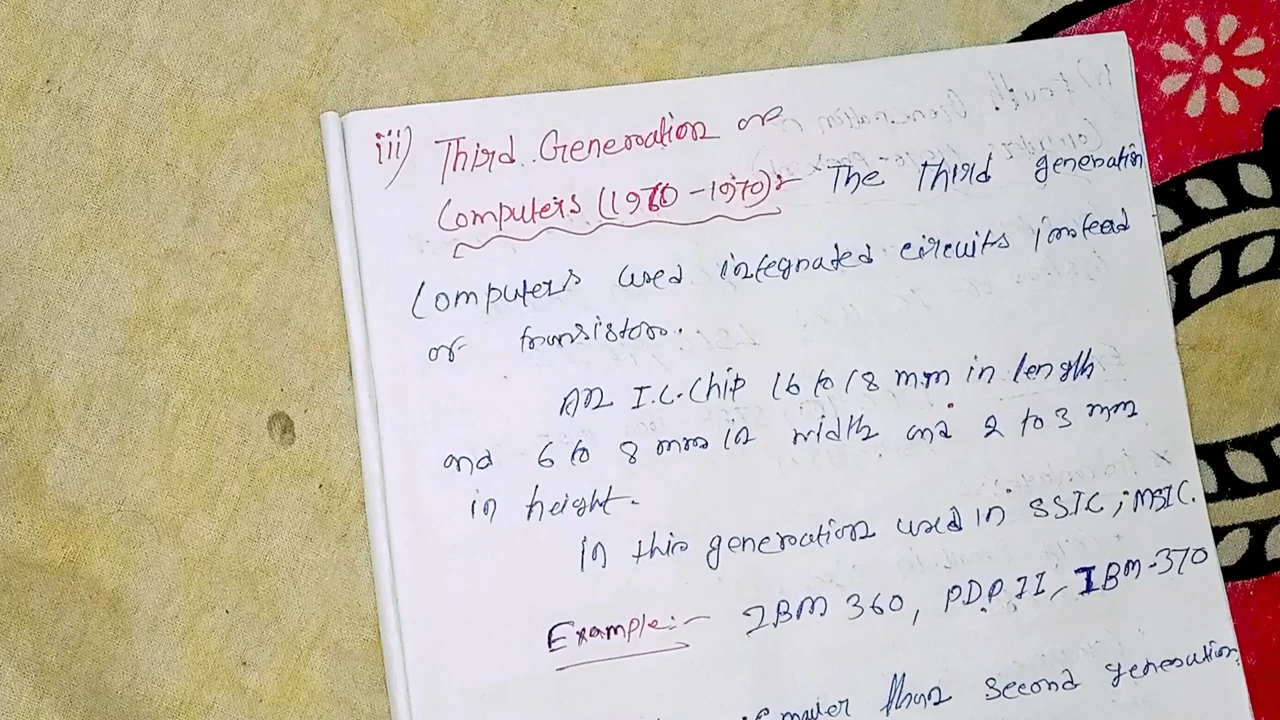 iii) Third Generation of
Computers (1960-1970):- The third generation
Computers used integrated circuits instead
of transistor.
An I.C. Chip 16 to 18 mm in length
and 6 to 8 mm in width and 2 to 3 mm
in height.
in this generation used in SSIC, MSIC.
Example:- IBM 360, PDP II, IBM-370
smaller than second generation